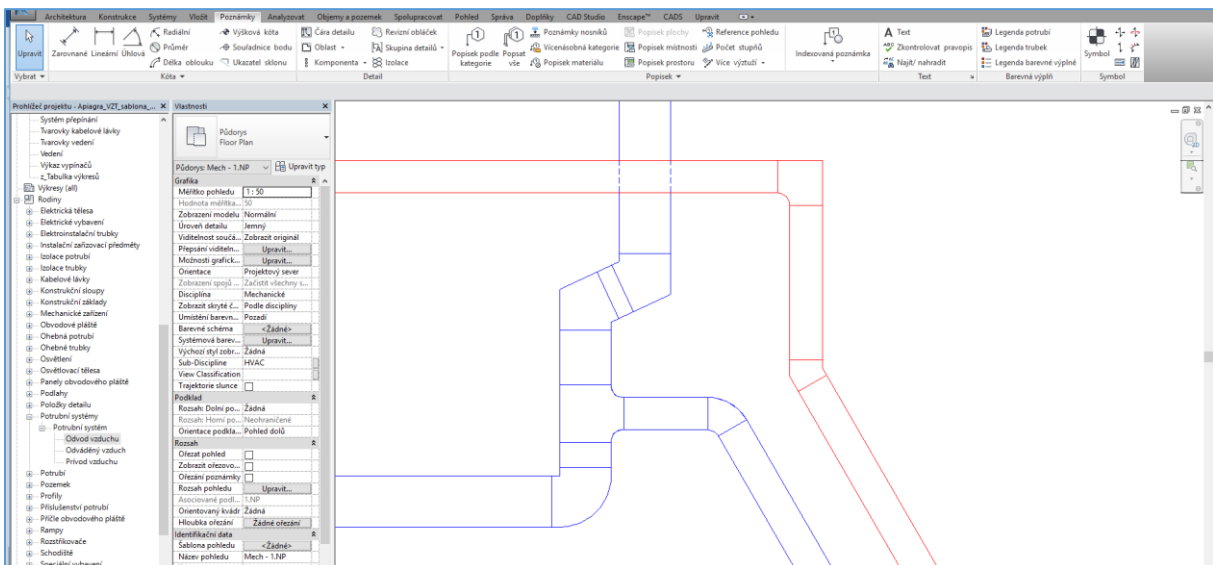 Architektura Konstrukce Systémy Vložit Poznámky Analyzovat Objemy a pozemek Spolupracovat Pohled Správa Doplňky CAD Studio Enscape™ CADS Upravit
Upravit
Zarovnané Lineární Úhlová
Radiální
Průměr
Délka oblouku
Výšková kóta
Souřadnice bodu
Ukazatel sklonu
Čára detailu
Oblast
Komponenta
Revizní obláček
Skupina detailů
Izolace
Popisek podle kategorie
Popsat vše
Poznámky nosníků
Vícenásobná kategorie
Popisek materiálu
Popisek plochy
Popisek místnosti
Popisek prostoru
Reference pohledu
Počet stupňů
Více výztuží
Indexovaná poznámka
A Text
Zkontrolovat pravopis
Najít/ nahradit
Legenda potrubí
Legenda trubek
Legenda barevné výplně
Symbol
Vybrat Kóta Detail Popisek Text Barevná výplň Symbol
Prohlížeč projektu - Apiagra_VZT_sablona_... X
Systém přepínání
Tvarovky kabelové lávky
Tvarovky vedení
Vedení
Výkaz vypínačů
z_Tabulka výkresů
Výkresy (all)
Rodiny
Elektrická tělesa
Elektrické vybavení
Elektroinstalační trubky
Instalační zařizovací předměty
Izolace potrubí
Izolace trubky
Kabelové lávky
Konstrukční sloupy
Konstrukční základy
Mechanické zařízení
Obvodové pláště
Ohebná potrubí
Ohebné trubky
Osvětlení
Osvětlovací tělesa
Panely obvodového pláště
Podlahy
Položky detailu
Potrubní systémy
Potrubní systém
Odvod vzduchu
Odváděný vzduch
Přívod vzduchu
Potrubí
Pozemek
Profily
Příslušenství potrubí
Příčle obvodového pláště
Rampy
Rozstřikovače
Schodiště
Speciální vybavení
Vlastnosti X
Půdorys
Floor Plan
Půdorys: Mech - 1.NP Upravit typ
Grafika
Měřítko pohledu 1 : 50
Hodnota měřítka... 50
Zobrazení modelu Normální
Úroveň detailu Jemný
Viditelnost součá... Zobrazit originál
Přepsání viditeln... Upravit...
Možnosti grafick... Upravit...
Orientace Projektový sever
Zobrazení spojů ... Začistit všechny s...
Disciplína Mechanické
Zobrazit skryté č... Podle disciplíny
Umístění barevn... Pozadí
Barevné schéma <Žádné>
Systémová barev... Upravit...
Výchozí styl zobr... Žádná
Sub-Discipline HVAC
View Classification
Trajektorie slunce
Podklad
Rozsah: Dolní po... Žádná
Rozsah: Horní po... Neohraničené
Orientace podkla... Pohled dolů
Rozsah
Ořezat pohled
Zobrazit ořezovo...
Ořezání poznámky
Rozsah pohledu Upravit...
Asociované podl... 1.NP
Orientovaný kvádr Žádná
Hloubka ořezání Žádné ořezání
Identifikační data
Šablona pohledu <Žádné>
Název pohledu Mech - 1.NP